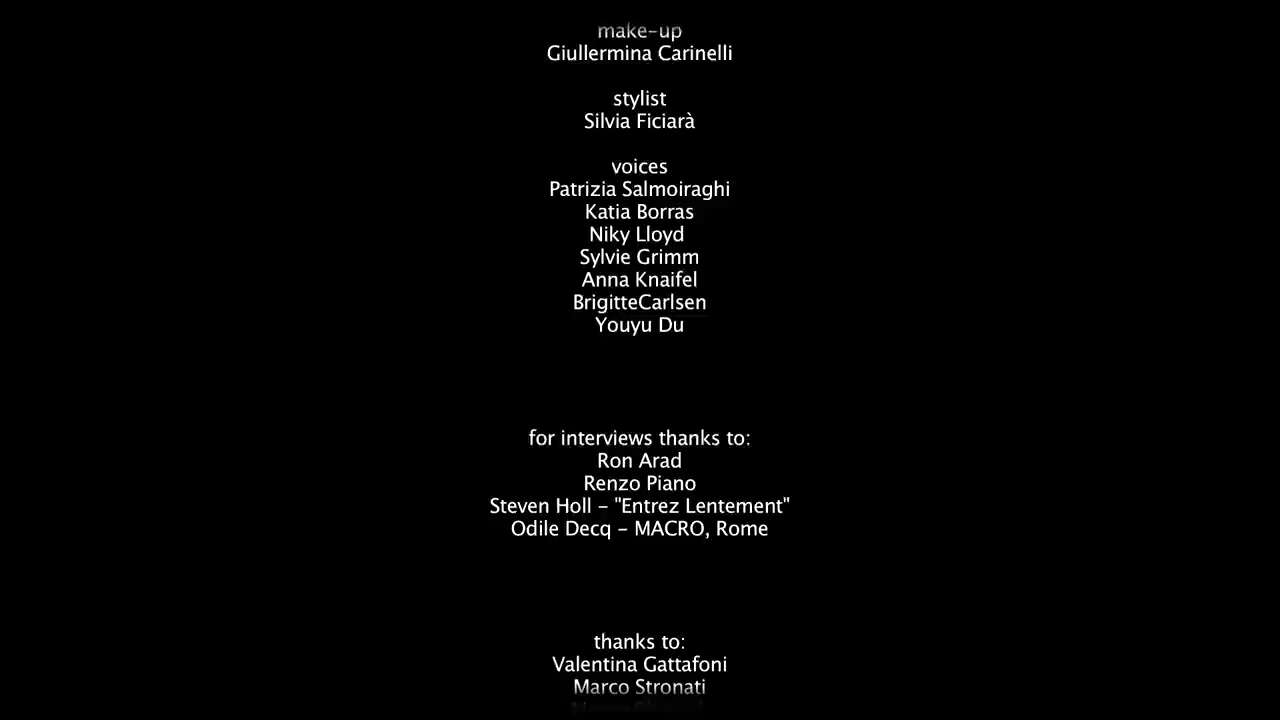 make-up
Giullermina Carinelli
stylist
Silvia Ficiarà
voices
Patrizia Salmoiraghi
Katia Borras
Niky Lloyd
Sylvie Grimm
Anna Knaifel
BrigitteCarlsen
Youyu Du
for interviews thanks to:
Ron Arad
Renzo Piano
Steven Holl - "Entrez Lentement"
Odile Decq - MACRO, Rome
thanks to:
Valentina Gattafoni
Marco Stronati